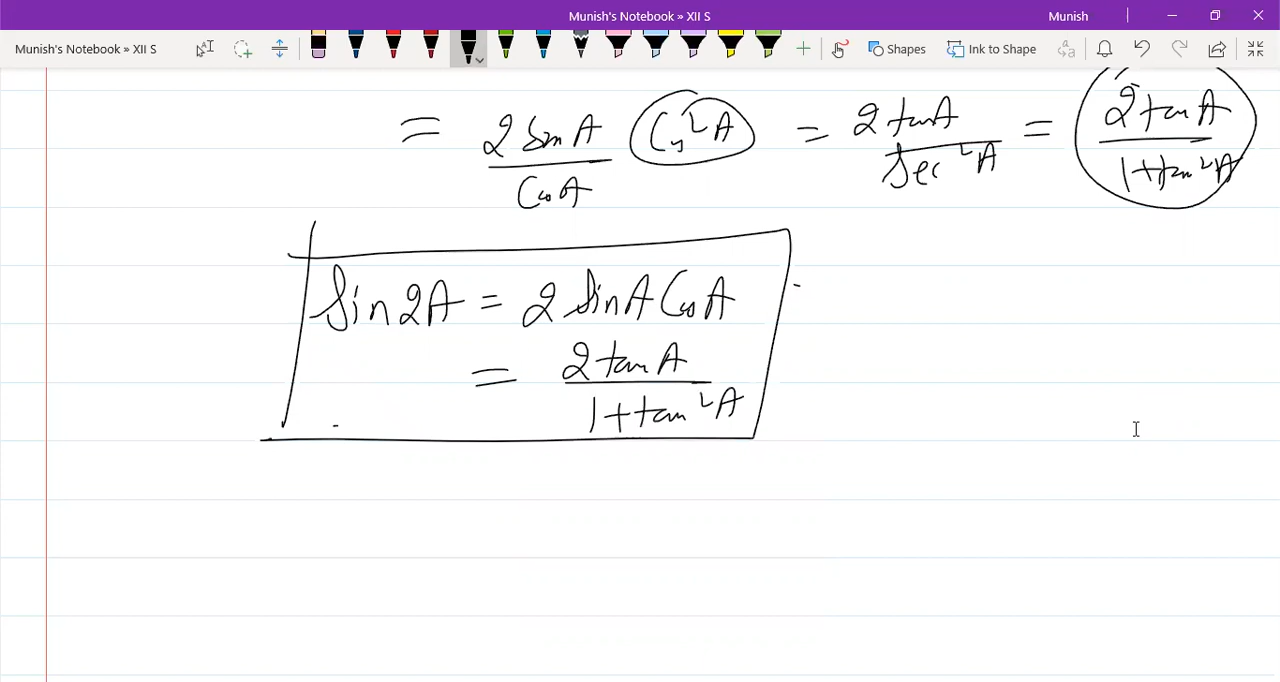 Munish's Notebook » XII S
Munish
Munish's Notebook » XII S
Shapes
Ink to Shape
= 2 sin A / Cos A (Cos²A) = 2 tan A / Sec²A = 2 tan A / 1 + tan²A
Sin 2A = 2 Sin A Cos A
= 2 tan A / 1 + tan²A